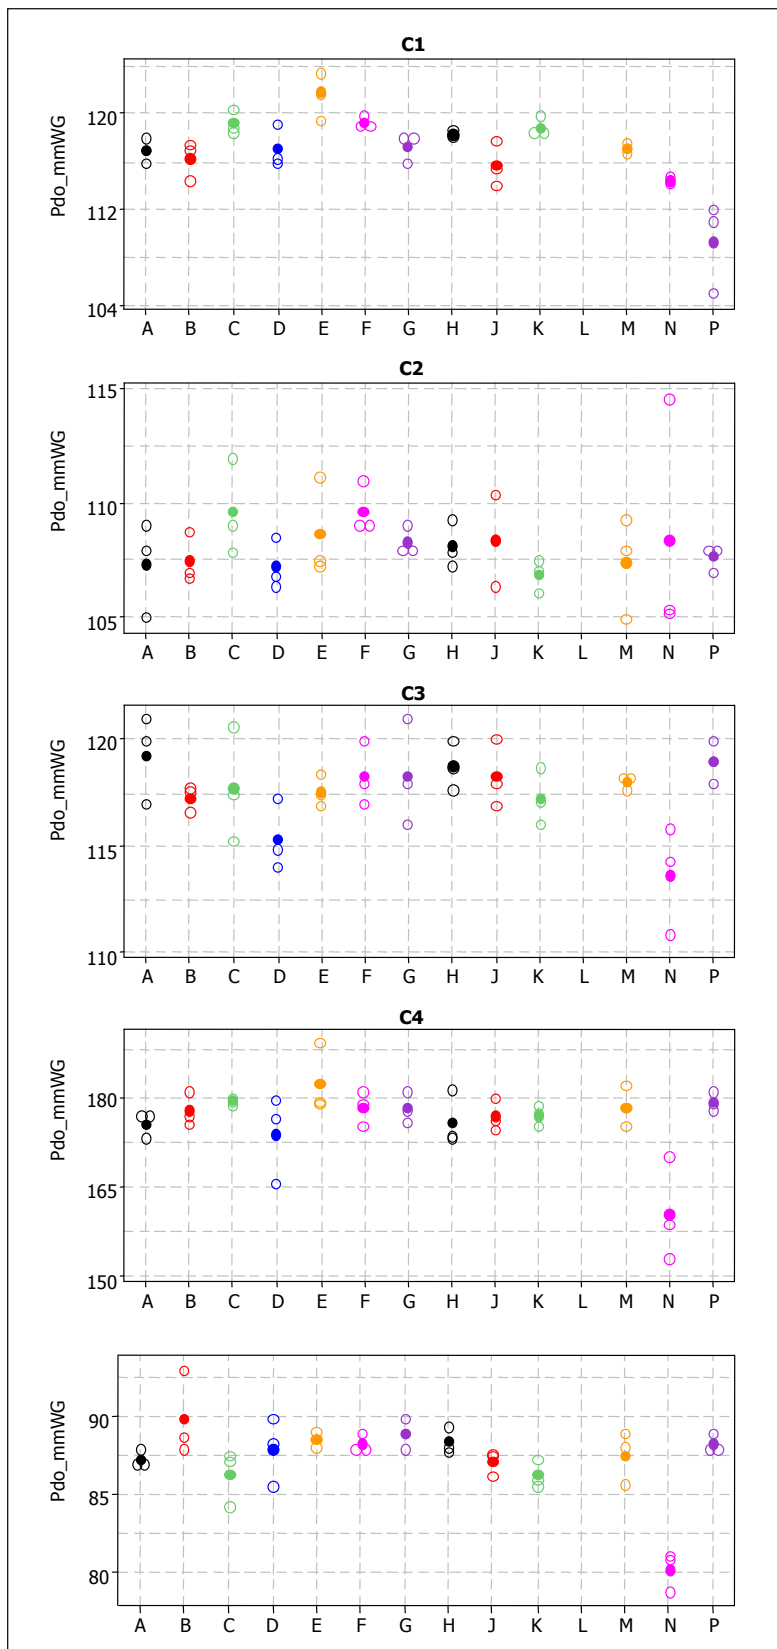 C1
Pdo_mmWG
120
112
104
A B C D E F G H J K L M N P
C2
Pdo_mmWG
115
110
105
A B C D E F G H J K L M N P
C3
Pdo_mmWG
120
115
110
A B C D E F G H J K L M N P
C4
Pdo_mmWG
180
165
150
A B C D E F G H J K L M N P
Pdo_mmWG
90
85
80
A B C D E F G H J K L M N P